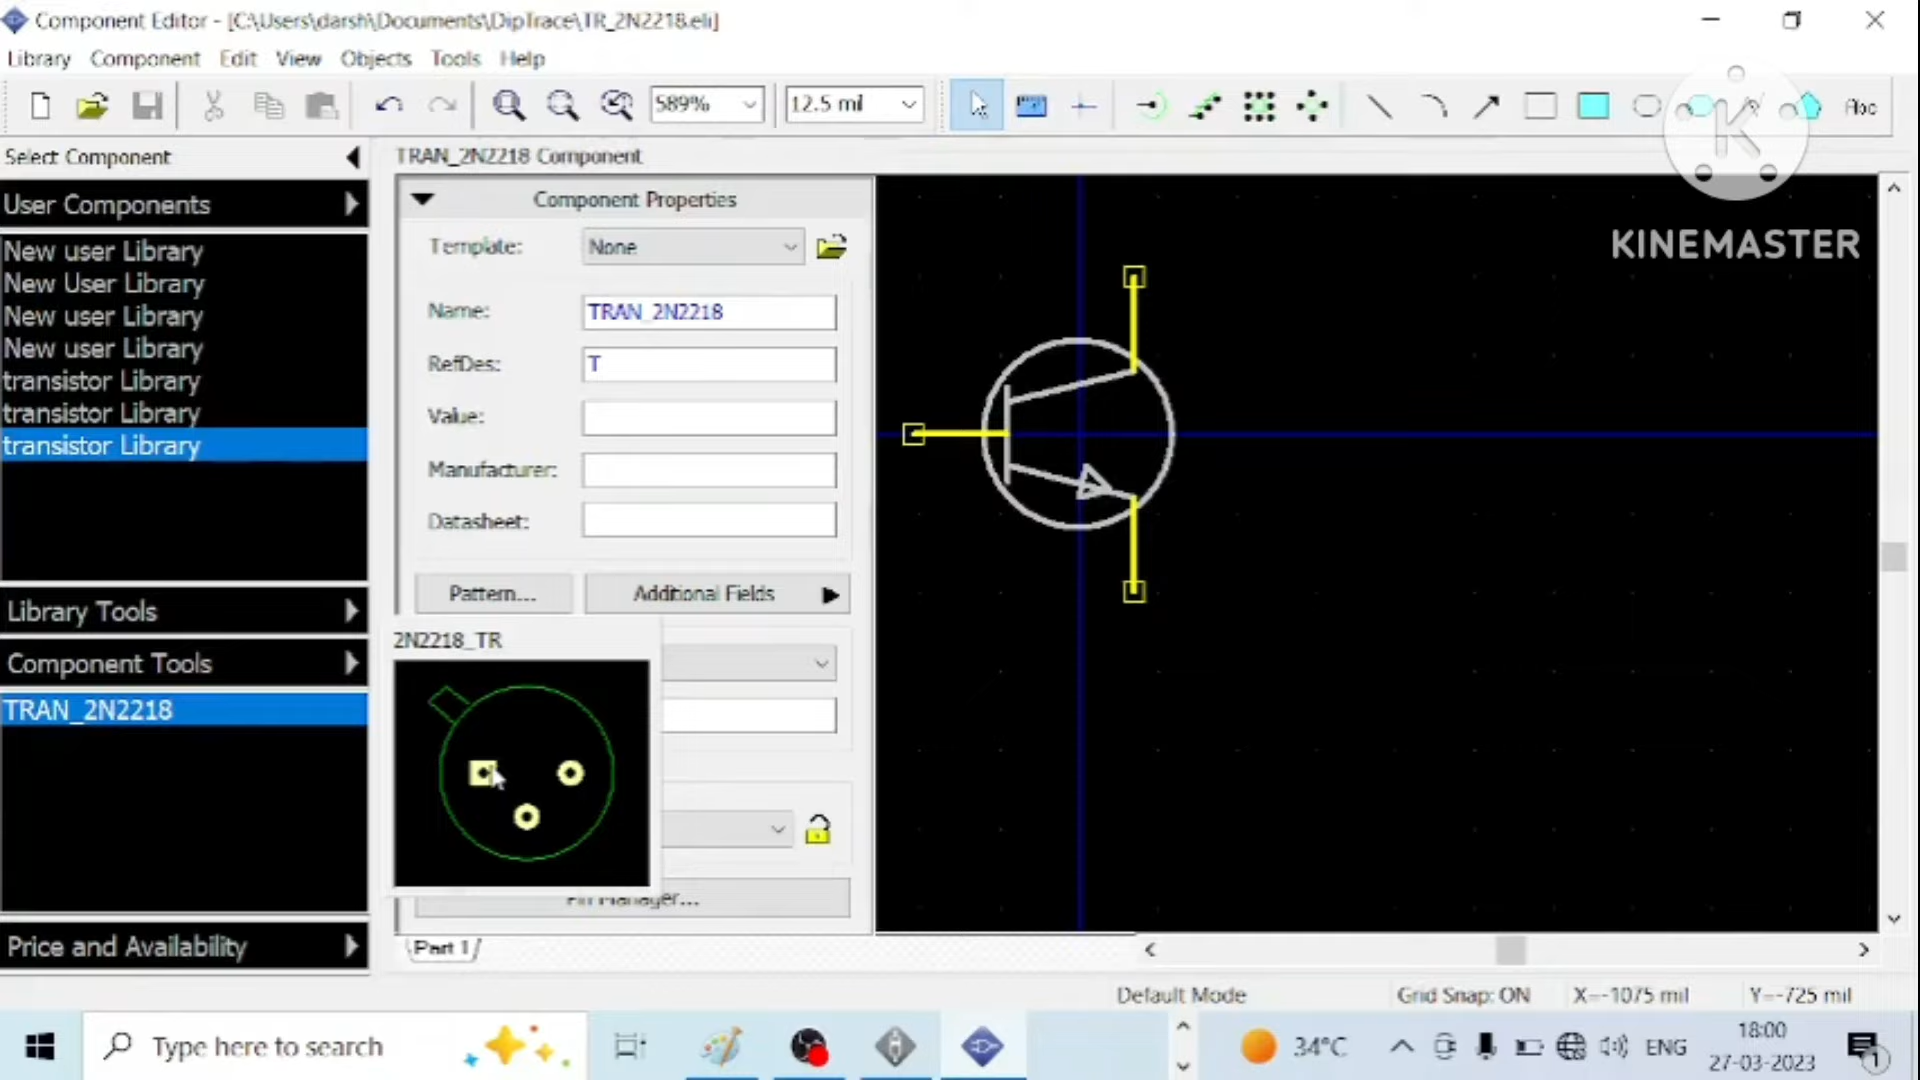 Component Editor - [C:\Users\darsh\Documents\DipTrace\TR_2N2218.eli]
Library Component Edit View Objects Tools Help
589% 12.5 mil Abc
KINEMASTER
Select Component
User Components
New user Library
New User Library
New user Library
New user Library
transistor Library
transistor Library
transistor Library
Library Tools
Component Tools
TRAN_2N2218
Price and Availability
TRAN_2N2218 Component
Component Properties
Template: None
Name: TRAN_2N2218
RefDes: T
Value:
Manufacturer:
Datasheet:
Pattern... Additional Fields
2N2218_TR
Pin Manager...
Part 1
Default Mode Grid Snap: ON X=-1075 mil Y=-725 mil
Type here to search 34°C ENG 18:00
27-03-2023 1